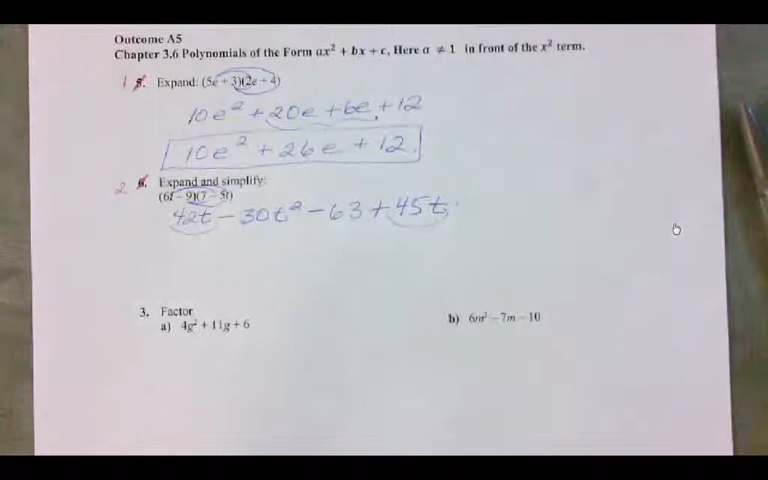 Outcome A5
Chapter 3.6 Polynomials of the Form ax² + bx + c, Here a ≠ 1 in front of the x² term.
1 5. Expand: (5e + 3)(2e + 4)
10e² + 20e + 6e + 12
10e² + 26e + 12
2 6. Expand and simplify:
(6t – 9)(7 – 5t)
42t – 30t² – 63 + 45t
3. Factor
a) 4g² + 11g + 6
b) 6m² – 7m – 10